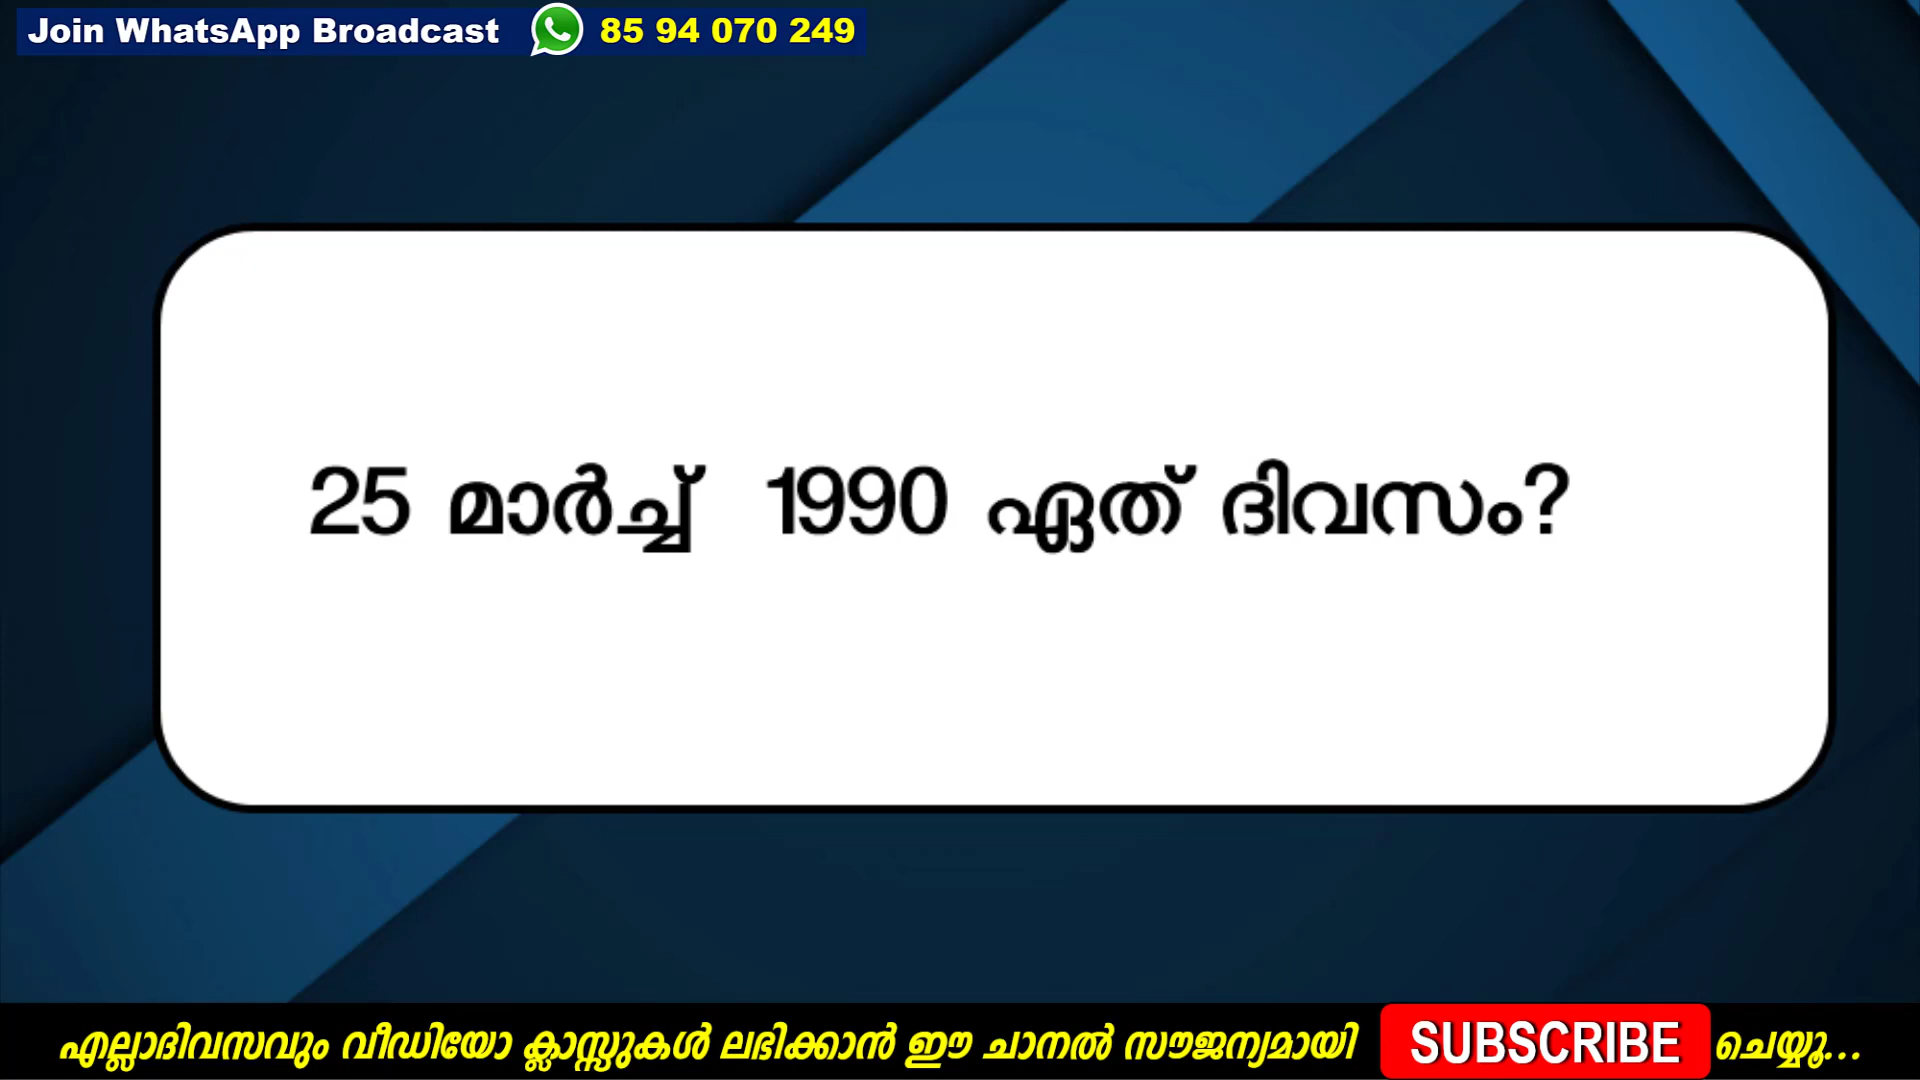 Join WhatsApp Broadcast 85 94 070 249
25 മാർച്ച് 1990 ഏത് ദിവസം?
എല്ലാദിവസവും വീഡിയോ ക്ലാസ്സുകൾ ലഭിക്കാൻ ഈ ചാനൽ സൗജന്യമായി SUBSCRIBE ചെയ്യൂ...